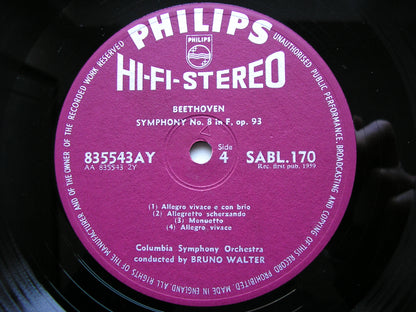 PHILIPS
PHILIPS
HI-FI-STEREO
BEETHOVEN
SYMPHONY No. 8 in F, op. 93
835543AY
AA 835543 2Y
Side
4
SABL.170
Rec. first pub. 1959
(1) Allegro vivace e con brio
(2) Allegretto scherzando
(3) Menuetto
(4) Allegro vivace
Columbia Symphony Orchestra
conducted by BRUNO WALTER
ALL RIGHTS OF THE MANUFACTURER AND OF THE OWNER OF THE RECORDED WORK RESERVED
UNAUTHORISED PUBLIC PERFORMANCE, BROADCASTING AND COPYING OF THIS RECORD PROHIBITED. MADE IN ENGLAND.